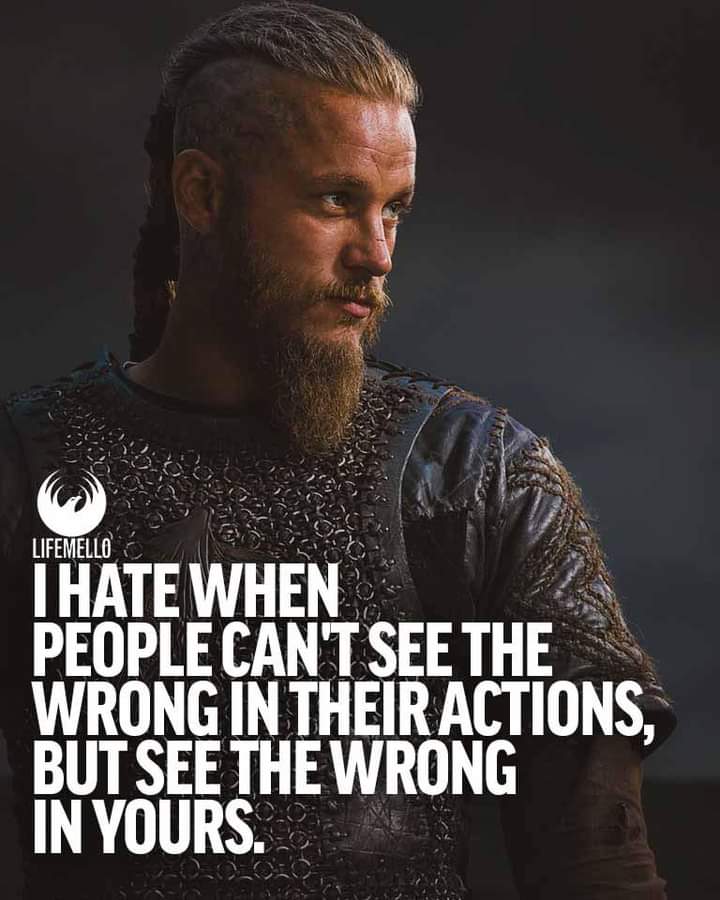 LIFEMELLO
I HATE WHEN
PEOPLE CAN'T SEE THE
WRONG IN THEIR ACTIONS,
BUT SEE THE WRONG
IN YOURS.